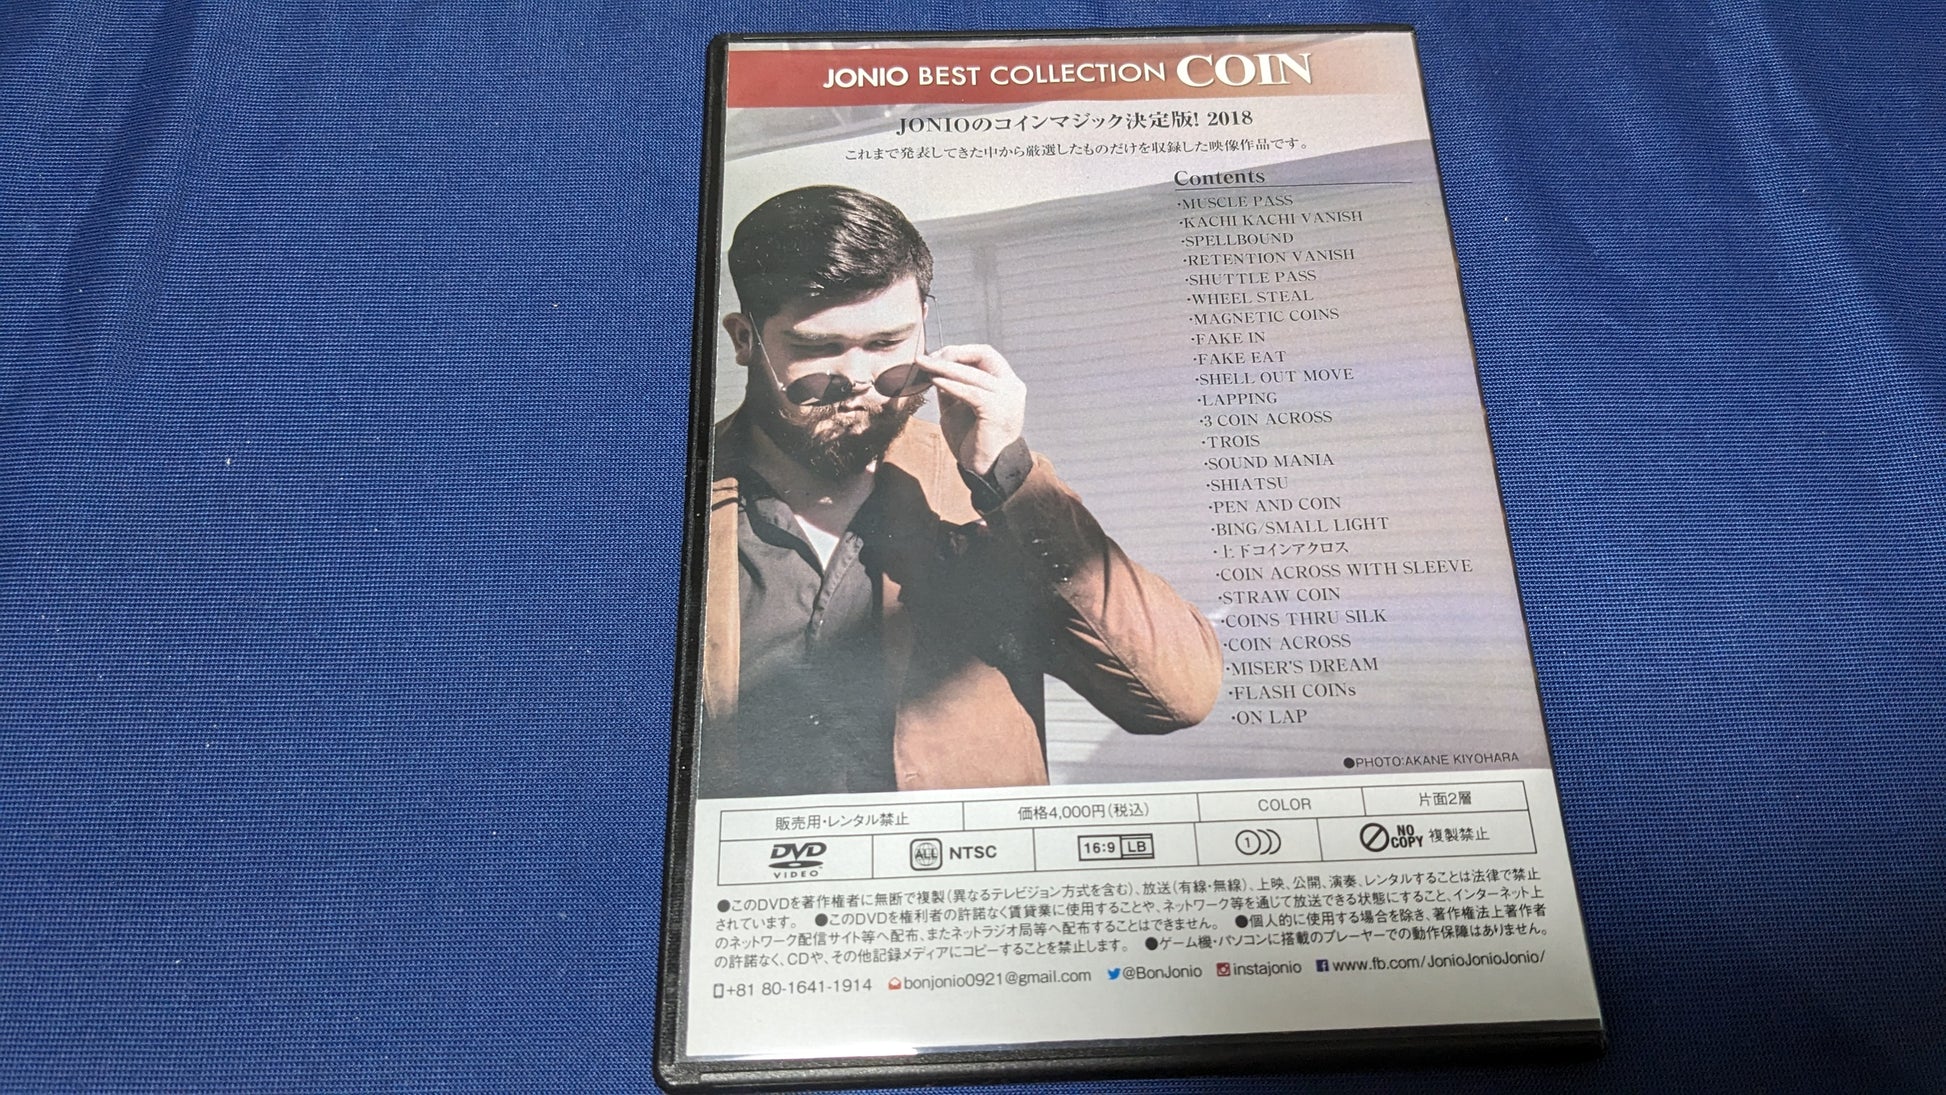 JONIO BEST COLLECTION COIN
JONIOのコインマジック決定版! 2018
これまで発表してきた中から厳選したものだけを収録した映像作品です。
Contents
・MUSCLE PASS
・KACHI KACHI VANISH
・SPELLBOUND
・RETENTION VANISH
・SHUTTLE PASS
・WHEEL STEAL
・MAGNETIC COINS
・FAKE IN
・FAKE EAT
・SHELL OUT MOVE
・LAPPING
・3 COIN ACROSS
・TROIS
・SOUND MANIA
・SHIATSU
・PEN AND COIN
・BING/SMALL LIGHT
・上下コインアクロス
・COIN ACROSS WITH SLEEVE
・STRAW COIN
・COINS THRU SILK
・COIN ACROSS
・MISER'S DREAM
・FLASH COINs
・ON LAP
●PHOTO:AKANE KIYOHARA
販売用・レンタル禁止 価格4,000円(税込) COLOR 片面2層
DVD VIDEO ALL NTSC 16:9 LB 1 NO COPY 複製禁止
●このDVDを著作権者に無断で複製(異なるテレビジョン方式を含む)、放送(有線・無線)、上映、公開、演奏、レンタルすることは法律で禁止
されています。 ●このDVDを権利者の許諾なく賃貸業に使用することや、ネットワーク等を通じて放送できる状態にすること、インターネット上
のネットワーク配信サイト等へ配布、またネットラジオ局等へ配布することはできません。 ●個人的に使用する場合を除き、著作権法上著作者
の許諾なく、CDや、その他記録メディアにコピーすることを禁止します。 ●ゲーム機・パソコンに搭載のプレーヤーでの動作保障はありません。
+81 80-1641-1914 bonjonio0921@gmail.com @BonJonio instajonio www.fb.com/JonioJonioJonio/